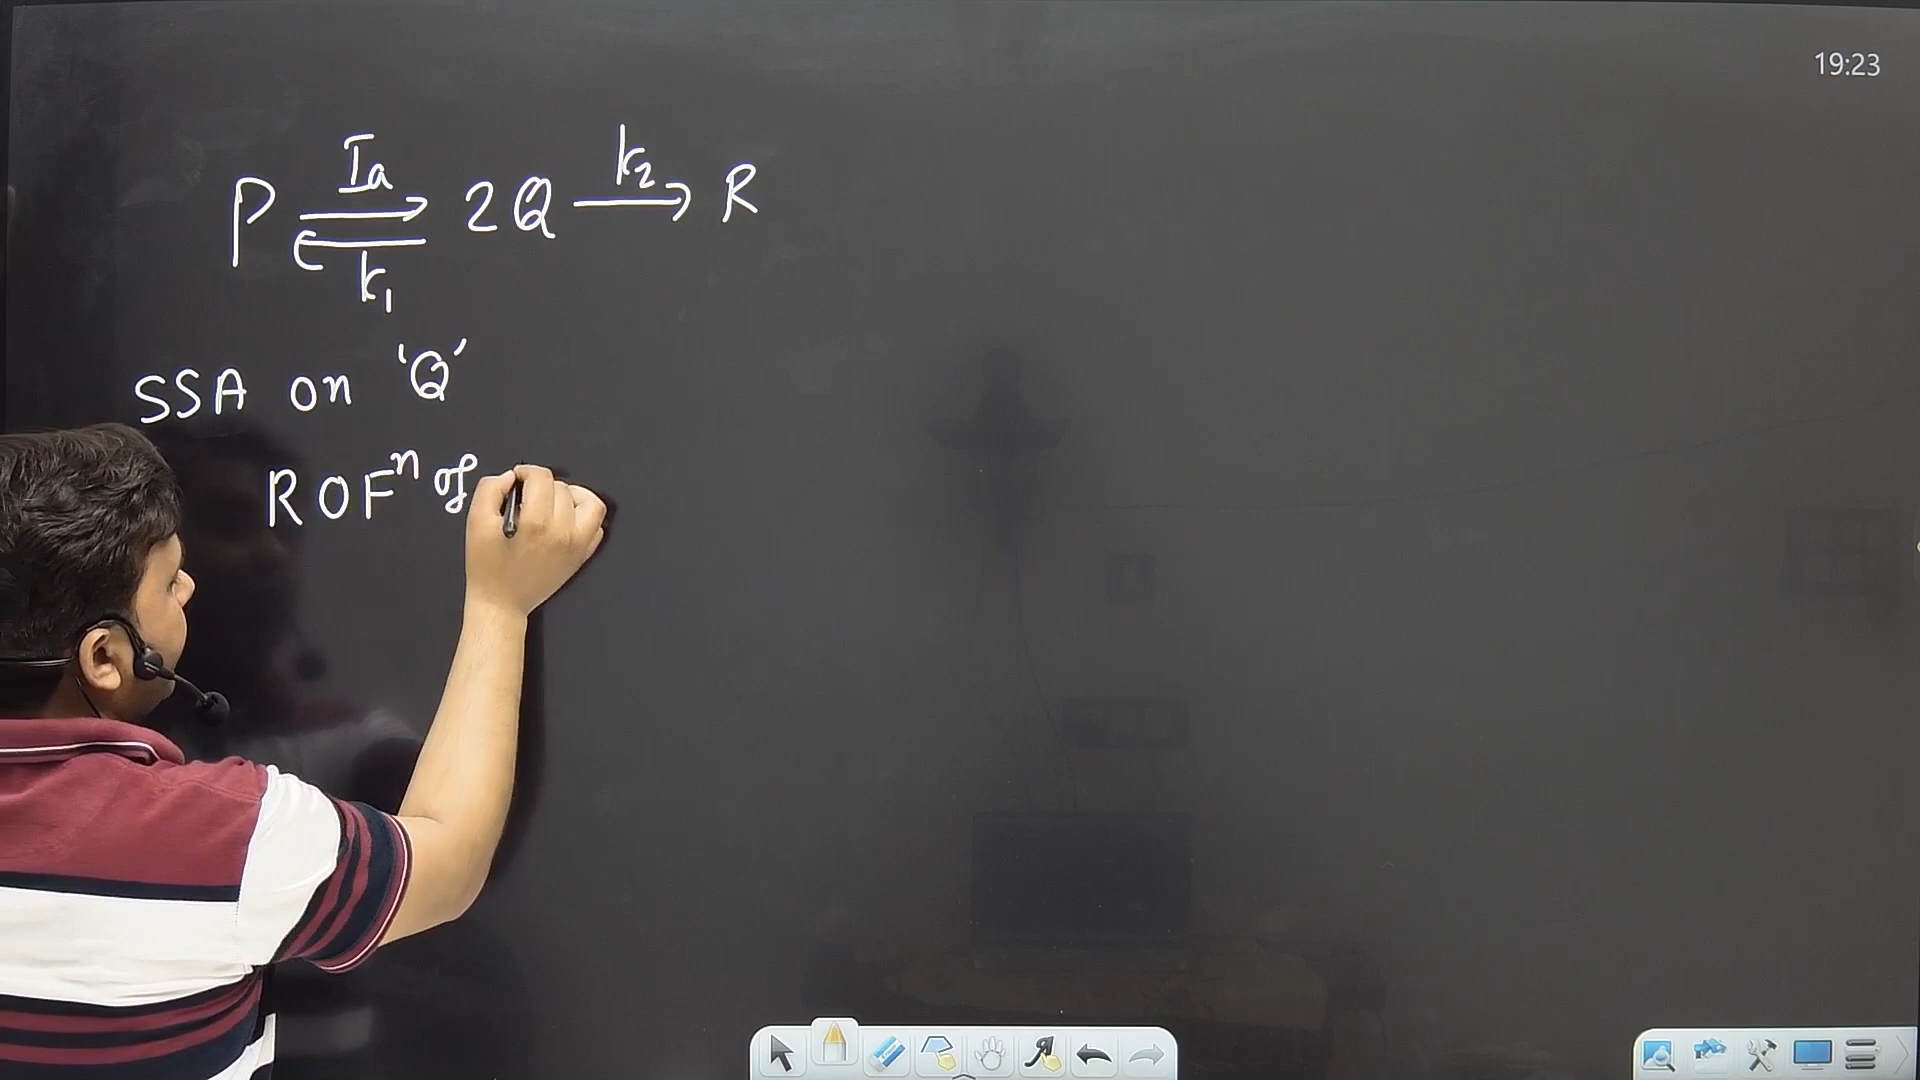 19:23
P ⇌ 2Q → R
Ia
k₁
k₂
SSA on 'Q'
ROFⁿ of